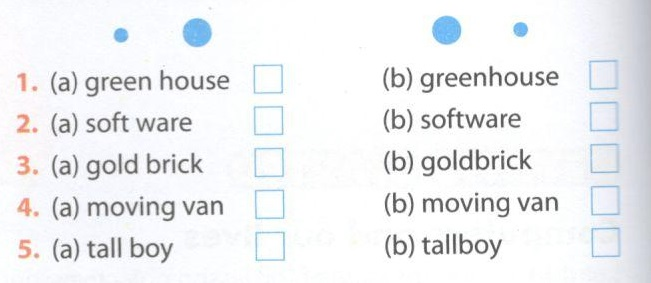 1. (a) green house (b) greenhouse
2. (a) soft ware (b) software
3. (a) gold brick (b) goldbrick
4. (a) moving van (b) moving van
5. (a) tall boy (b) tallboy